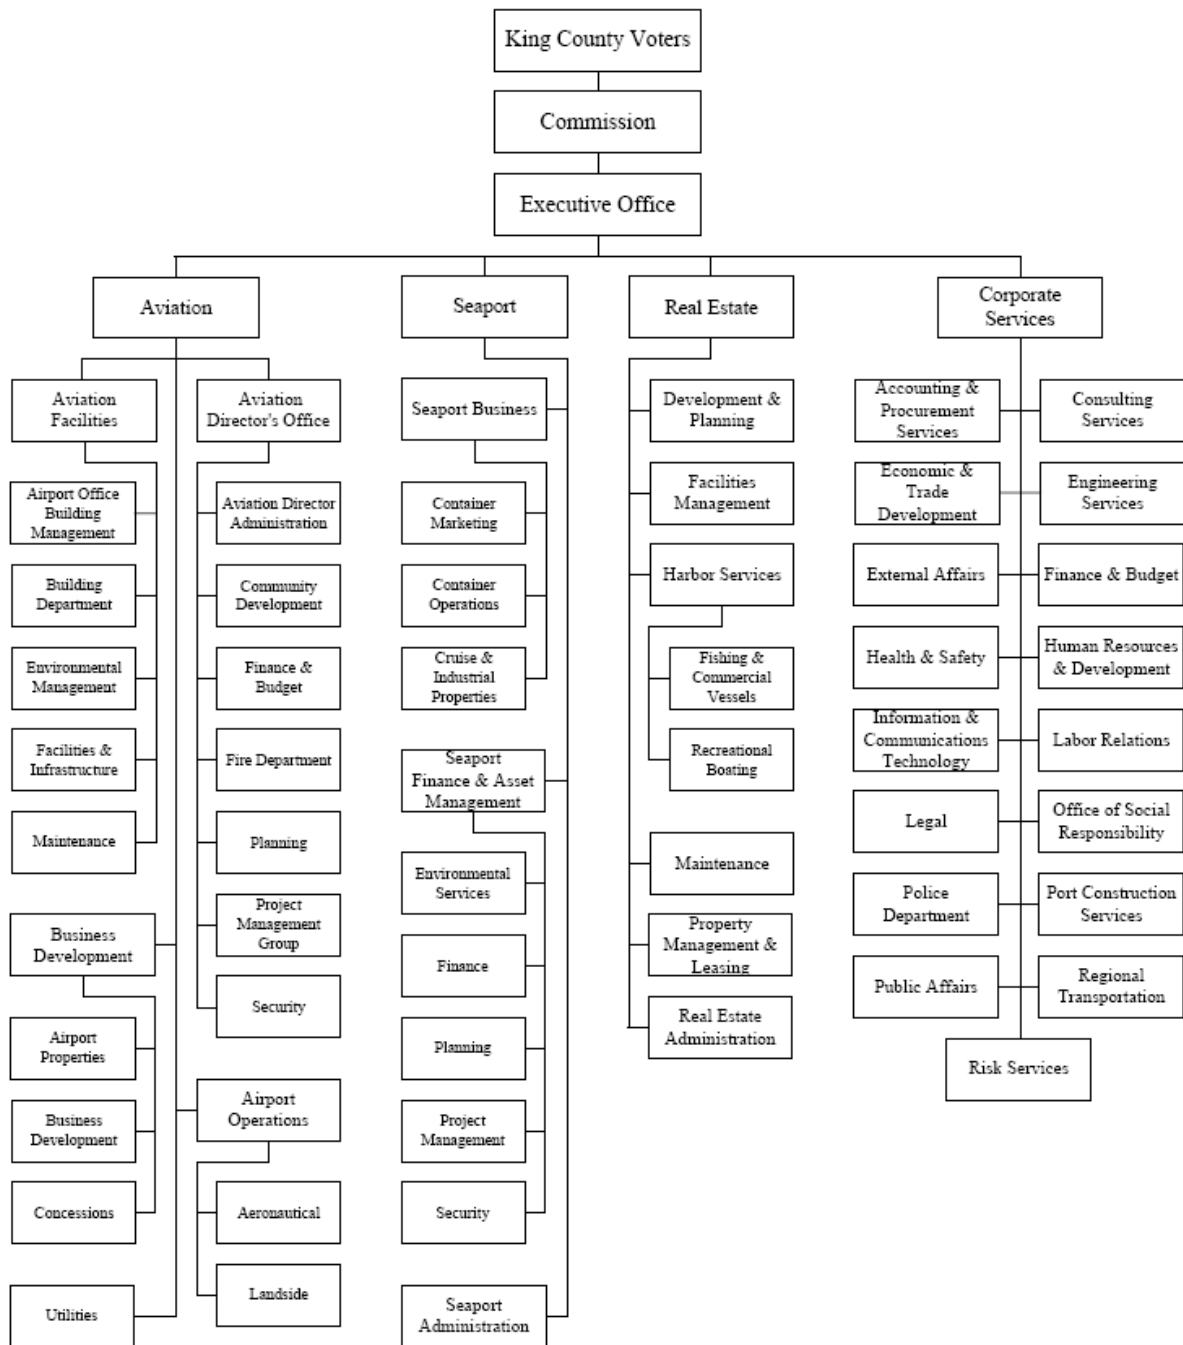 King County Voters
Commission
Executive Office
Aviation
Seaport
Real Estate
Corporate
Services
Aviation
Facilities
Airport Office
Building
Management
Building
Department
Environmental
Management
Facilities &
Infrastructure
Maintenance
Aviation
Director's Office
Aviation Director
Administration
Community
Development
Finance &
Budget
Fire Department
Planning
Project
Management
Group
Security
Business
Development
Airport
Properties
Business
Development
Concessions
Airport
Operations
Aeronautical
Landside
Utilities
Seaport Business
Container
Marketing
Container
Operations
Cruise &
Industrial
Properties
Seaport
Finance & Asset
Management
Environmental
Services
Finance
Planning
Project
Management
Security
Seaport
Administration
Development &
Planning
Facilities
Management
Harbor Services
Fishing &
Commercial
Vessels
Recreational
Boating
Maintenance
Property
Management &
Leasing
Real Estate
Administration
Accounting &
Procurement
Services
Consulting
Services
Economic &
Trade
Development
Engineering
Services
External Affairs
Finance & Budget
Health & Safety
Human Resources
& Development
Information &
Communications
Technology
Labor Relations
Legal
Office of Social
Responsibility
Police
Department
Port Construction
Services
Public Affairs
Regional
Transportation
Risk Services